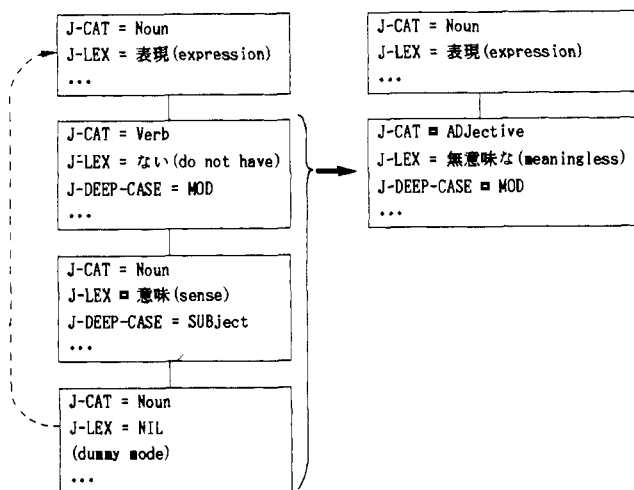 J-CAT = Noun
J-LEX = 表現(expression)
...
J-CAT = Verb
J-LEX = ない(do not have)
J-DEEP-CASE = MOD
...
J-CAT = Noun
J-LEX = 意味(sense)
J-DEEP-CASE = SUBject
...
J-CAT = Noun
J-LEX = NIL
(dummy mode)
...
J-CAT = Noun
J-LEX = 表現(expression)
...
J-CAT = ADJective
J-LEX = 無意味な(meaningless)
J-DEEP-CASE = MOD
...